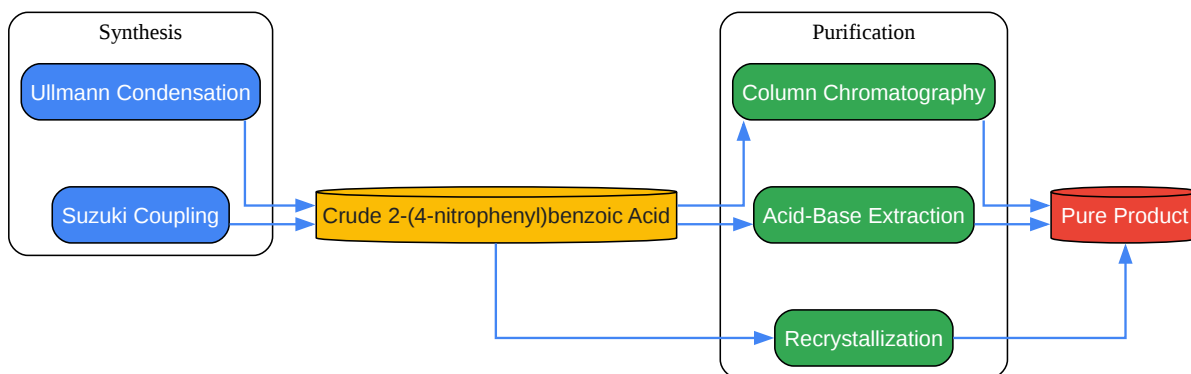 Synthesis
Ullmann Condensation
Suzuki Coupling
Crude 2-(4-nitrophenyl)benzoic Acid
Purification
Column Chromatography
Acid-Base Extraction
Recrystallization
Pure Product